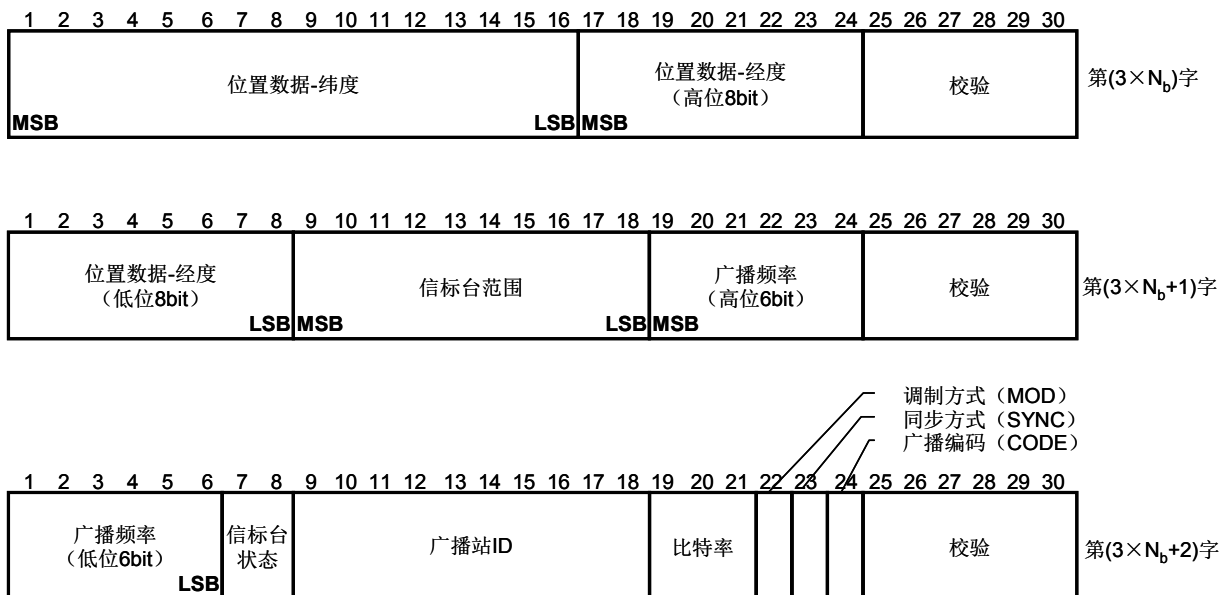 1 2 3 4 5 6 7 8 9 10 11 12 13 14 15 16 17 18 19 20 21 22 23 24 25 26 27 28 29 30
位置数据-纬度
MSB LSB
位置数据-经度
（高位8bit）
MSB
校验
第(3×Nb)字
1 2 3 4 5 6 7 8 9 10 11 12 13 14 15 16 17 18 19 20 21 22 23 24 25 26 27 28 29 30
位置数据-经度
（低位8bit）
LSB
信标台范围
MSB LSB
广播频率
（高位6bit）
MSB
校验
第(3×Nb+1)字
调制方式（MOD）
同步方式（SYNC）
广播编码（CODE）
1 2 3 4 5 6 7 8 9 10 11 12 13 14 15 16 17 18 19 20 21 22 23 24 25 26 27 28 29 30
广播频率
（低位6bit）
LSB
信标台
状态
广播站ID
比特率
校验
第(3×Nb+2)字